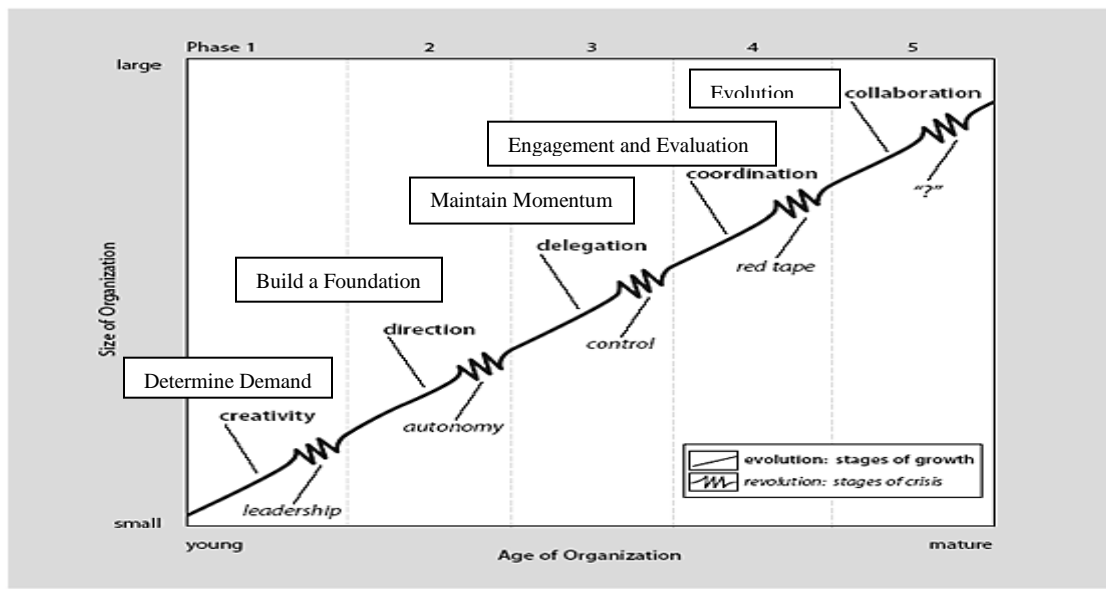 Phase 1 2 3 4 5
large
Evolution
collaboration
Engagement and Evaluation
coordination
"?"
Maintain Momentum
delegation
red tape
Build a Foundation
direction
control
Size of Organization
Determine Demand
creativity
autonomy
evolution: stages of growth
revolution: stages of crisis
leadership
small
young Age of Organization mature